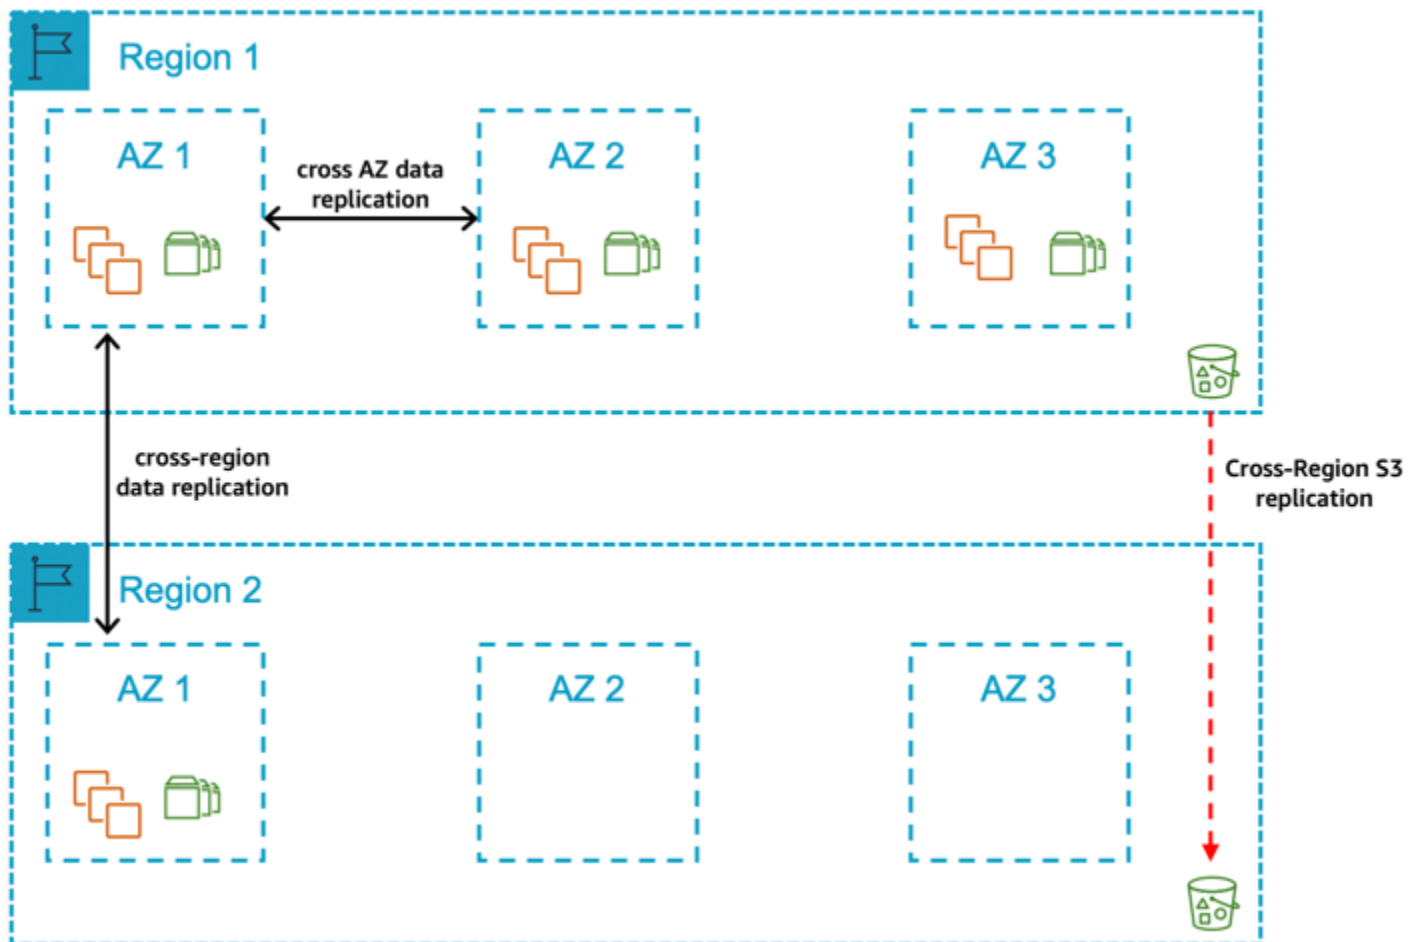 Region 1
AZ 1
AZ 2
AZ 3
cross AZ data
replication
cross-region
data replication
Cross-Region S3
replication
Region 2
AZ 1
AZ 2
AZ 3